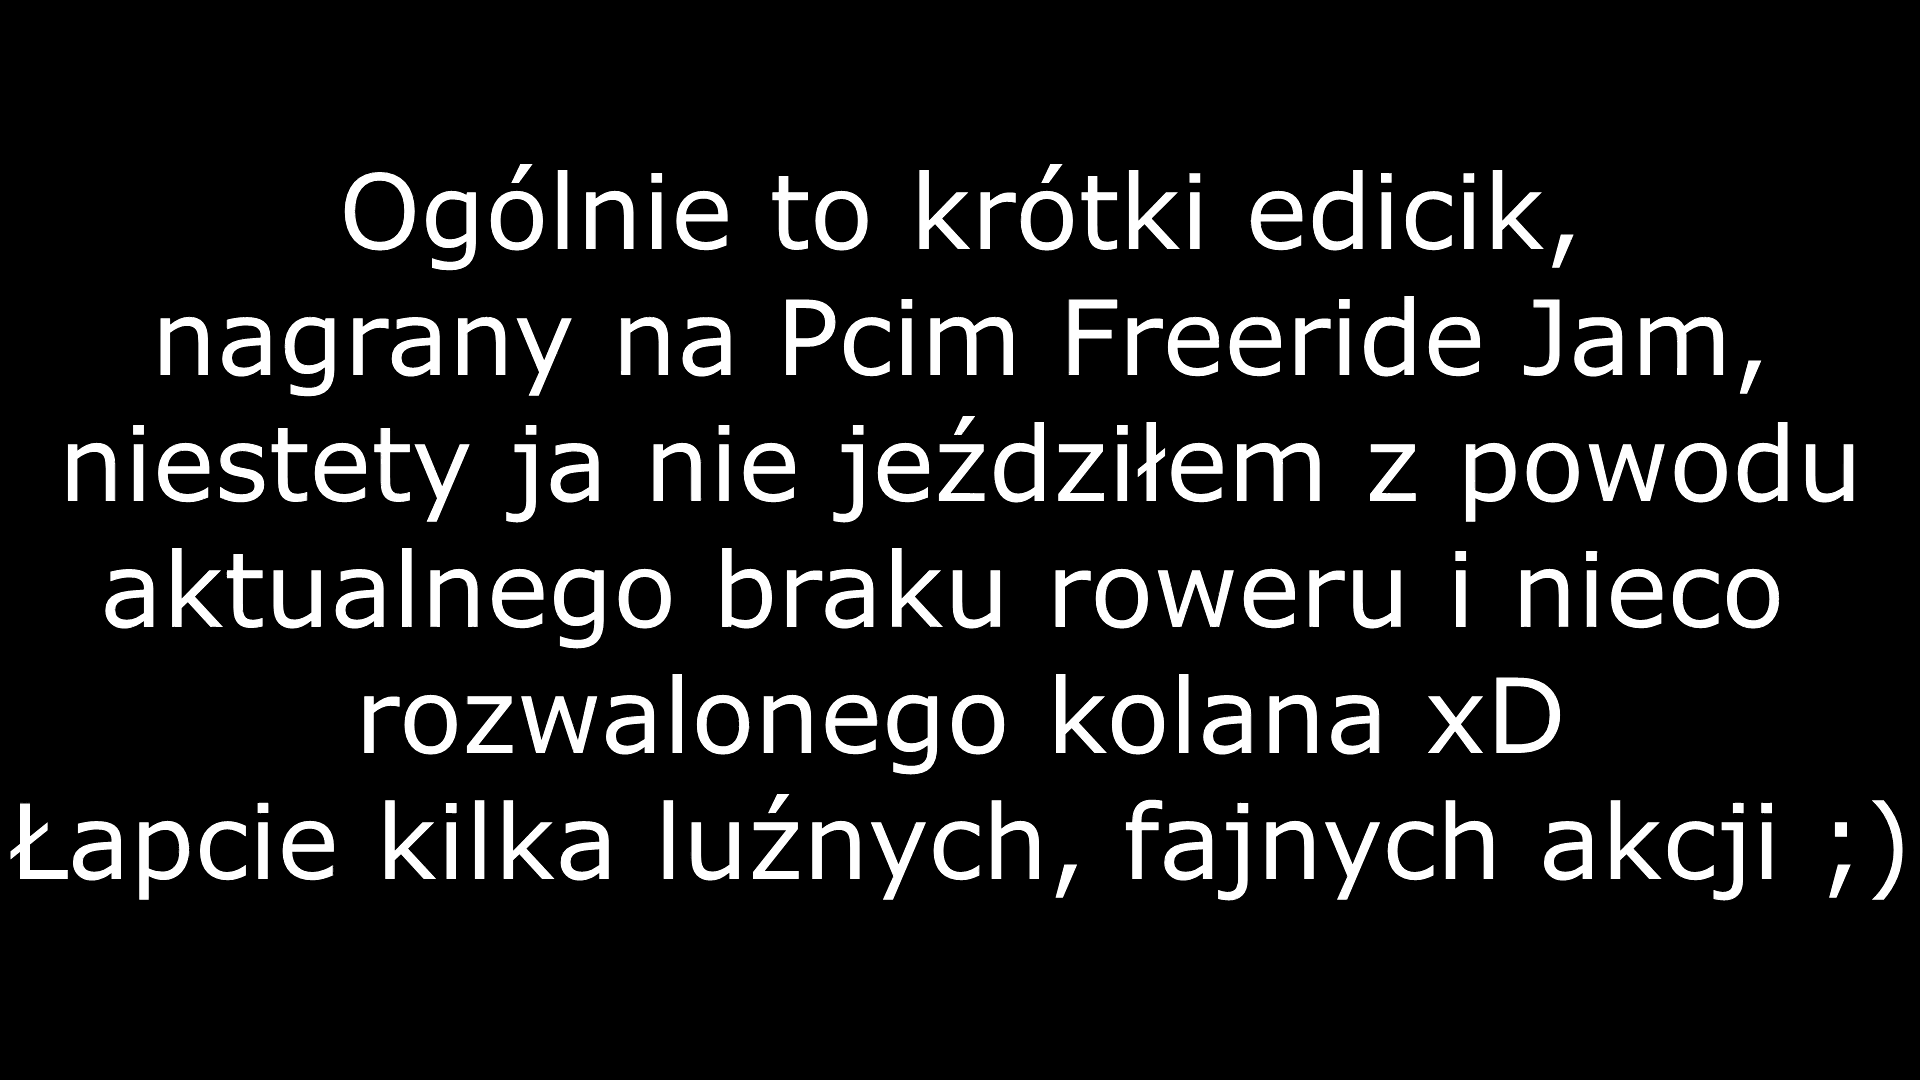 Ogólnie to krótki edicik,
nagrany na Pcim Freeride Jam,
niestety ja nie jeździłem z powodu
aktualnego braku roweru i nieco
rozwalonego kolana xD
Łapcie kilka luźnych, fajnych akcji ;)